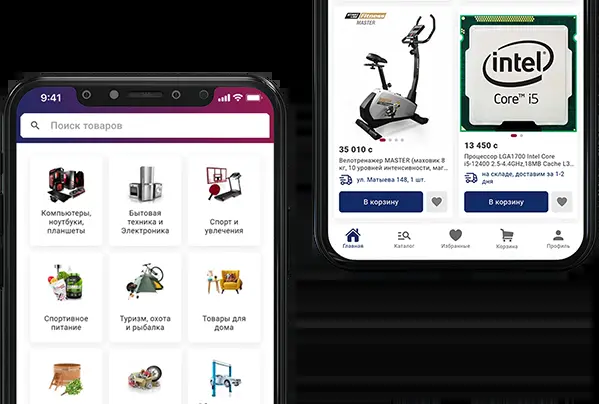 9:41
Поиск товаров
Компьютеры,
ноутбуки,
планшеты
Бытовая
техника и
Электроника
Спорт и
увлечения
Спортивное
питание
Туризм, охота
и рыбалка
Товары для
дома
fitness
MASTER
35 010 с
Велотренажер MASTER (маховик 8
кг, 10 уровней интенсивности, маг...
ул. Матыева 148, 1 шт.
В корзину
intel
Core™ i5
13 450 с
Процессор LGA1700 Intel Core
i5-12400 2.5-4.4GHz,18MB Cache L3...
на складе, доставим за 1-2
дня
В корзину
Главная
Каталог
Избранные
Корзина
Профиль